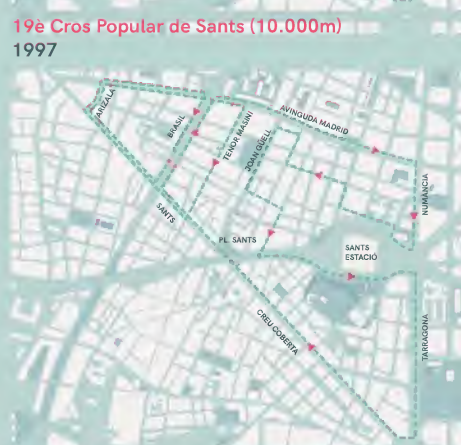 19è Cros Popular de Sants (10.000m)
1997
ARIZALA
BRASIL
TENOR MASINI
JOAN GÜELL
AVINGUDA MADRID
NUMÀNCIA
SANTS
PL. SANTS
SANTS
ESTACIÓ
CREU COBERTA
TARRAGONA